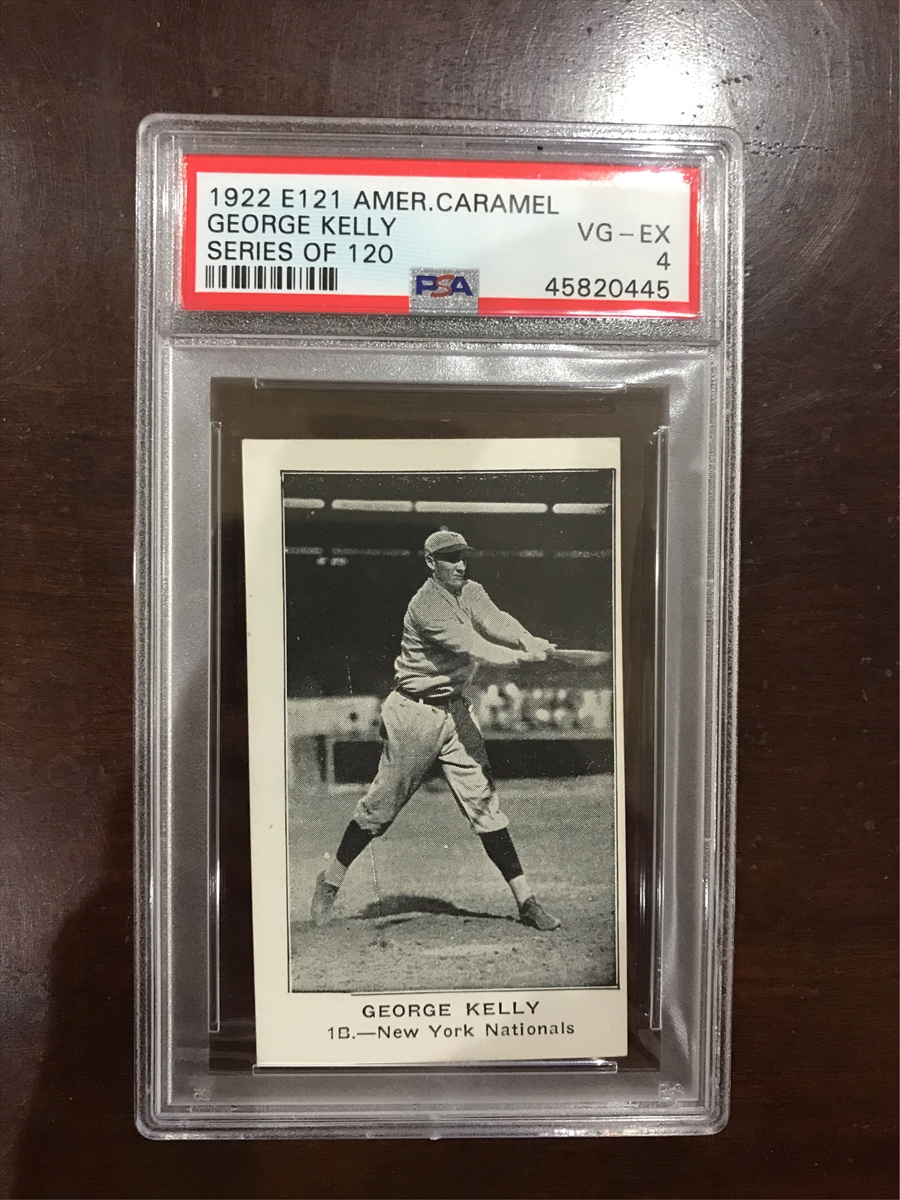 1922 E121 AMER.CARAMEL
GEORGE KELLY
VG-EX
SERIES OF 120
4
PSA
45820445
GEORGE KELLY
1B.—New York Nationals